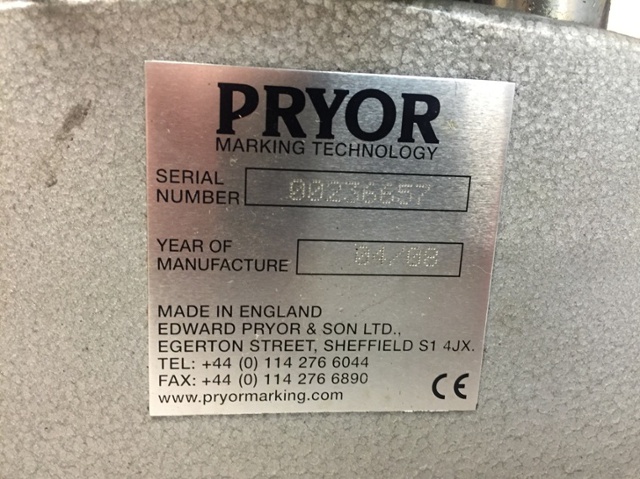 PRYOR
MARKING TECHNOLOGY
SERIAL NUMBER 00236657
YEAR OF MANUFACTURE 04/08
MADE IN ENGLAND
EDWARD PRYOR & SON LTD.,
EGERTON STREET, SHEFFIELD S1 4JX.
TEL: +44 (0) 114 276 6044
FAX: +44 (0) 114 276 6890
www.pryormarking.com
CE